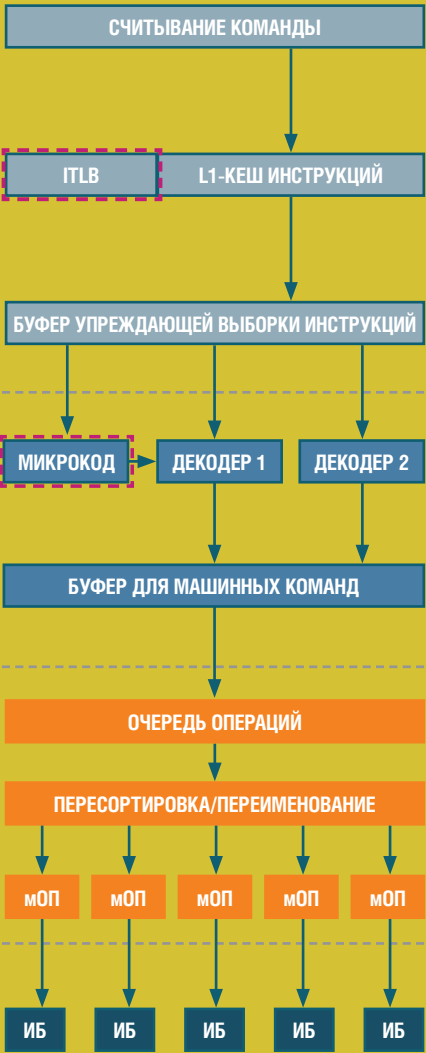 СЧИТЫВАНИЕ КОМАНДЫ
ITLB
L1-КЕШ ИНСТРУКЦИЙ
БУФЕР УПРЕЖДАЮЩЕЙ ВЫБОРКИ ИНСТРУКЦИЙ
МИКРОКОД
ДЕКОДЕР 1
ДЕКОДЕР 2
БУФЕР ДЛЯ МАШИННЫХ КОМАНД
ОЧЕРЕДЬ ОПЕРАЦИЙ
ПЕРЕСОРТИРОВКА/ПЕРЕИМЕНОВАНИЕ
мОП
мОП
мОП
мОП
мОП
ИБ
ИБ
ИБ
ИБ
ИБ